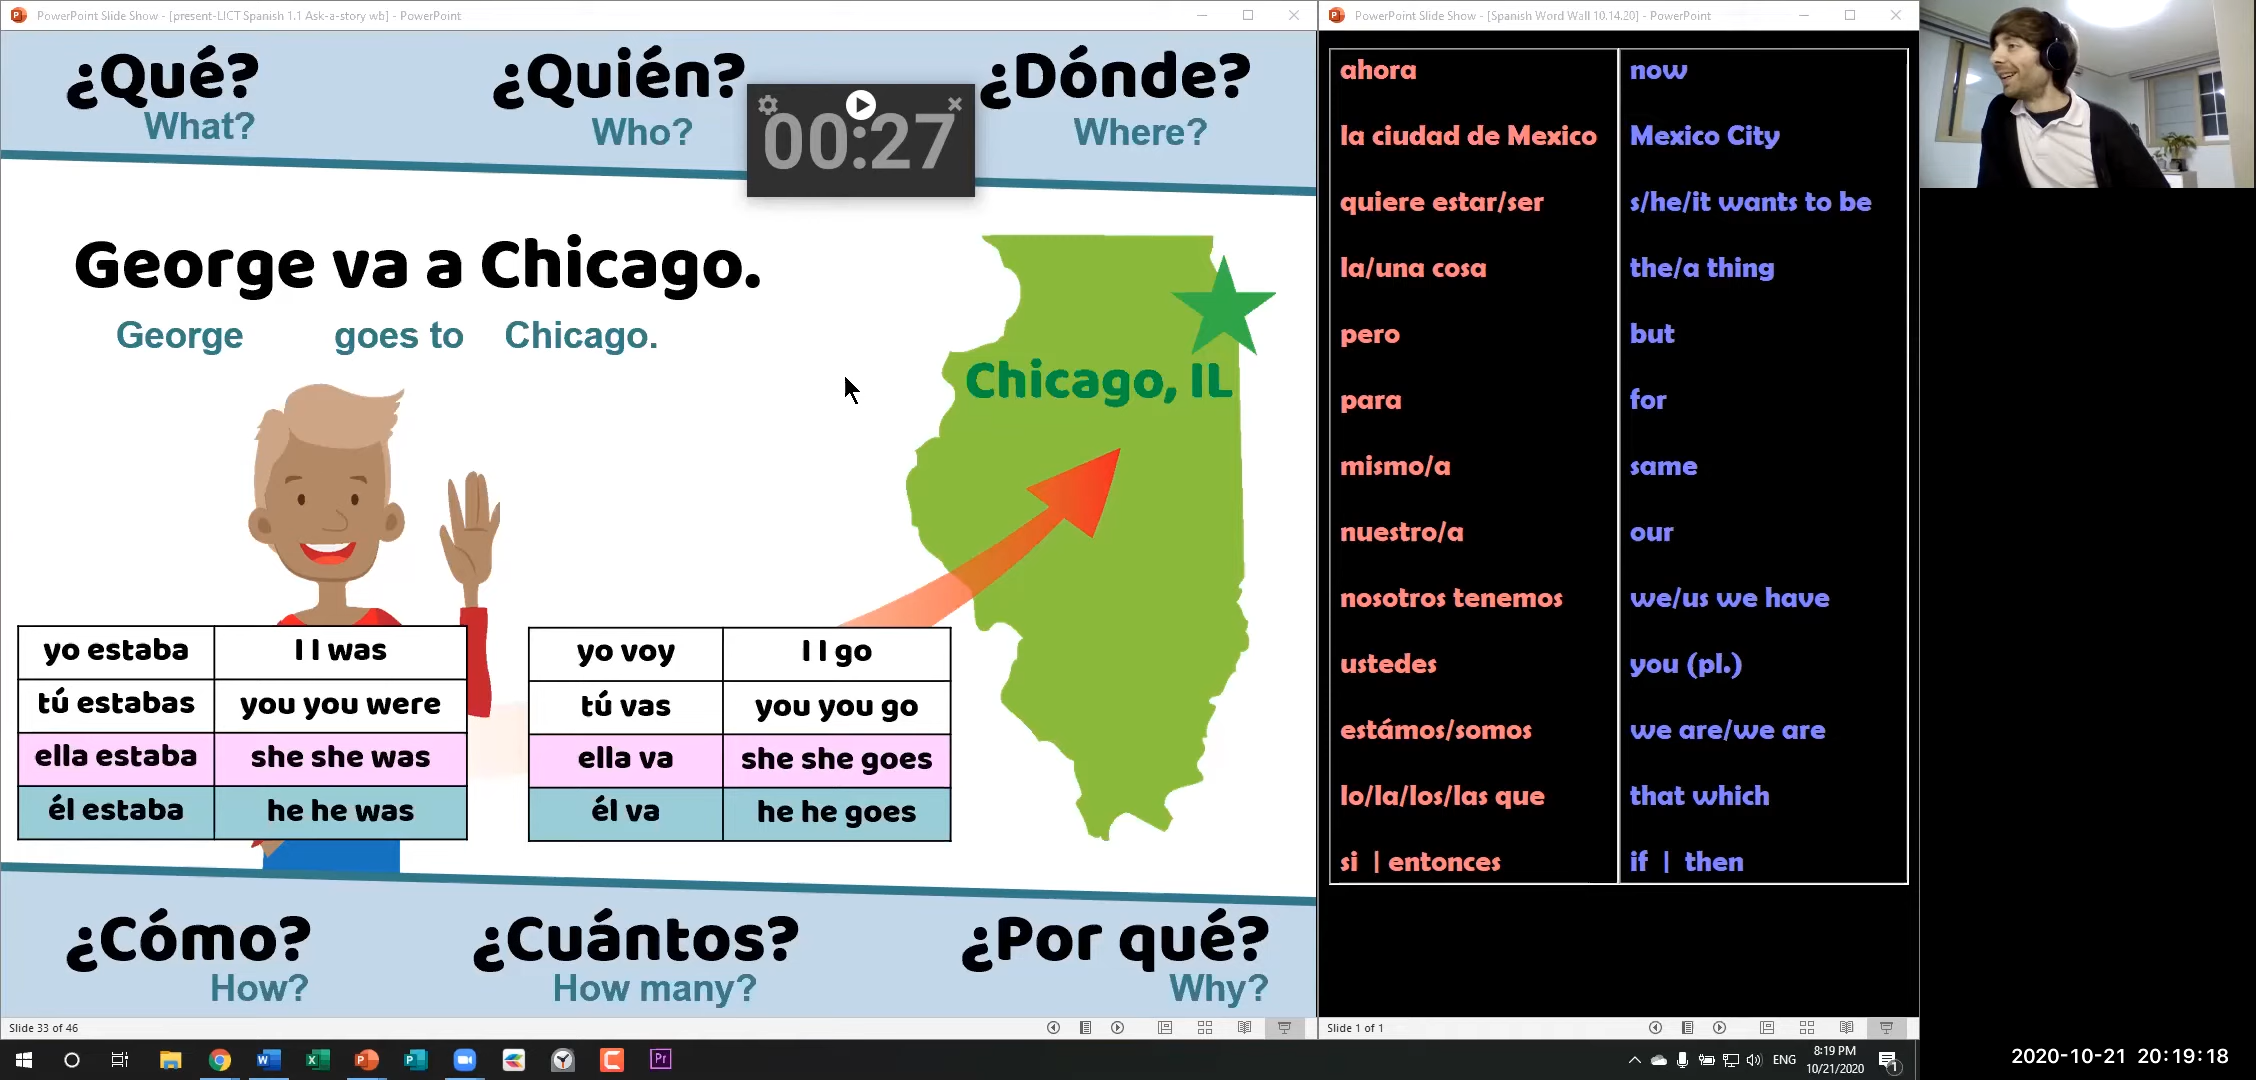 PowerPoint Slide Show - [present-LICT Spanish 1.1 Ask-a-story wb] - PowerPoint
¿Qué?
What?
¿Quién?
Who?
¿Dónde?
Where?
00:27
George va a Chicago.
George goes to Chicago.
Chicago, IL
yo estaba I I was
tú estabas you you were
ella estaba she she was
él estaba he he was
yo voy I I go
tú vas you you go
ella va she she goes
él va he he goes
¿Cómo?
How?
¿Cuántos?
How many?
¿Por qué?
Why?
Slide 33 of 46
PowerPoint Slide Show - [Spanish Word Wall 10.14.20] - PowerPoint
ahora now
la ciudad de Mexico Mexico City
quiere estar/ser s/he/it wants to be
la/una cosa the/a thing
pero but
para for
mismo/a same
nuestro/a our
nosotros tenemos we/us we have
ustedes you (pl.)
estámos/somos we are/we are
lo/la/los/las que that which
si | entonces if | then
Slide 1 of 1
W
X
P
P
C
Pr
ENG
8:19 PM
10/21/2020
1
2020-10-21 20:19:18